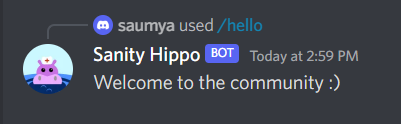 saumya used /hello
Sanity Hippo BOT Today at 2:59 PM
Welcome to the community :)